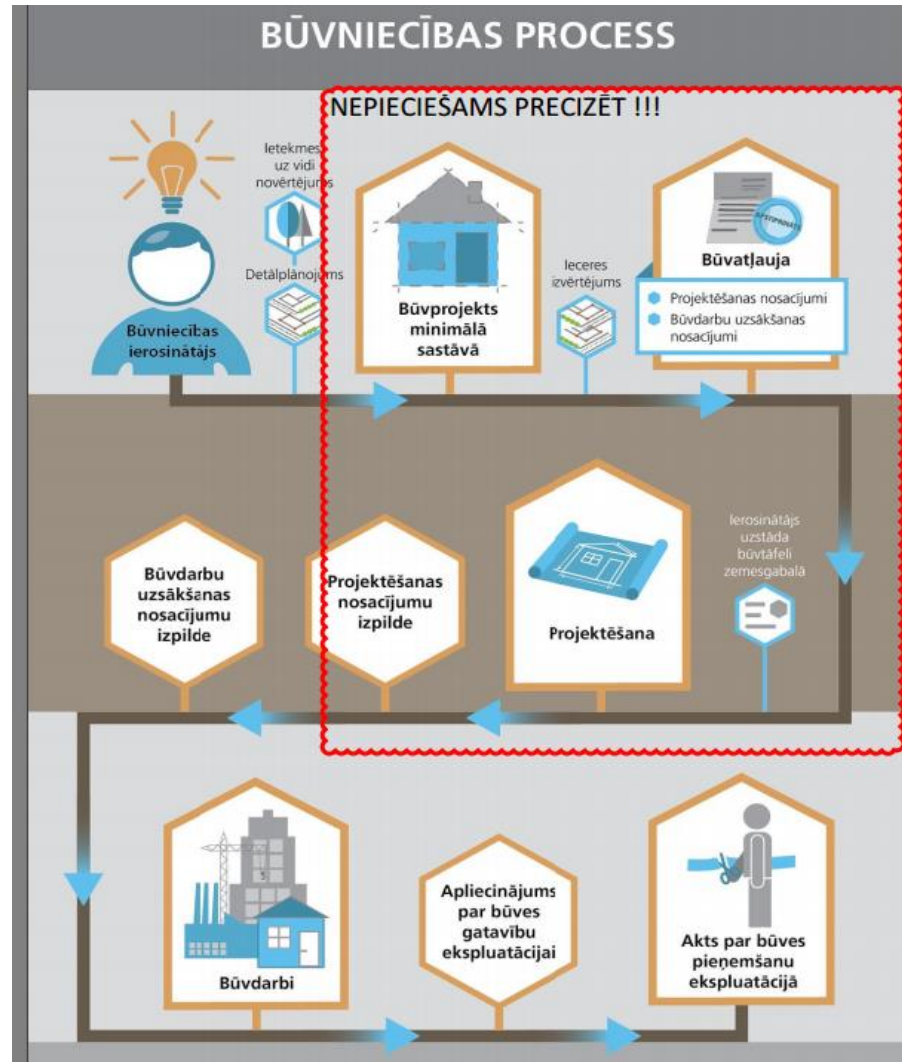 BŪVNIECĪBAS PROCESS
NEPIECIEŠAMS PRECIZĒT !!!
Ietekmes
uz vidi
novērtējums
Detālplānojums
Būvniecības
ierosinātājs
Būvprojekts
minimālā
sastāvā
Ieceres
izvērtējums
APSTIPRINĀTS
Būvatļauja
Projektēšanas nosacījumi
Būvdarbu uzsākšanas
nosacījumi
Būvdarbu
uzsākšanas
nosacījumu
izpilde
Projektēšanas
nosacījumu
izpilde
Projektēšana
Ierosinātājs
uzstāda
būvtāfeli
zemesgabalā
Būvdarbi
Apliecinājums
par būves
gatavību
ekspluatācijai
Akts par būves
pieņemšanu
ekspluatācijā